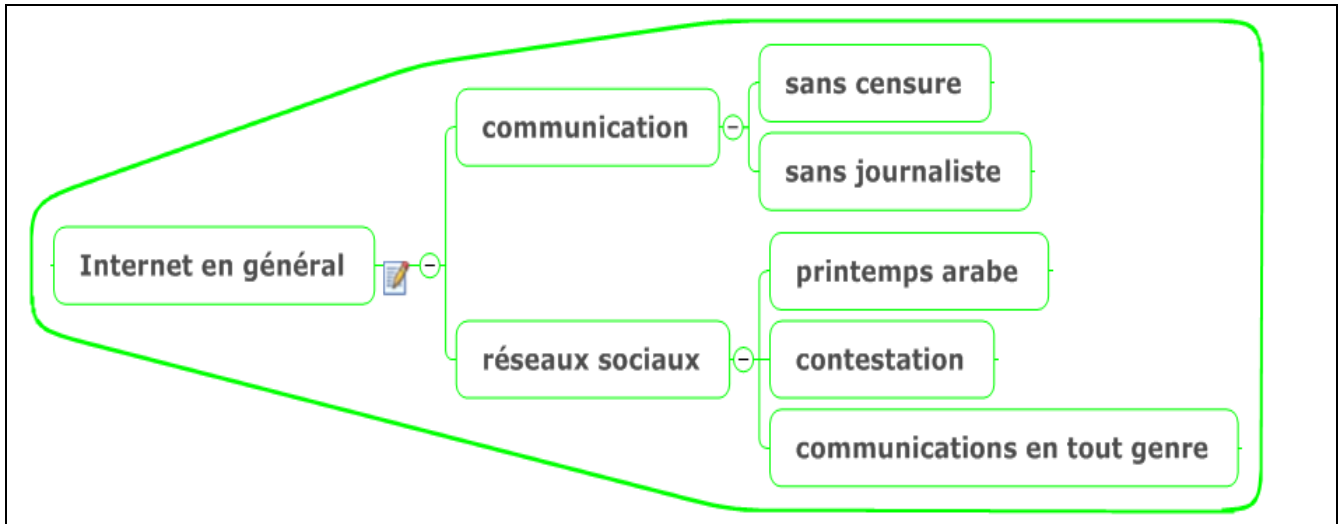 Internet en général
communication
sans censure
sans journaliste
réseaux sociaux
printemps arabe
contestation
communications en tout genre